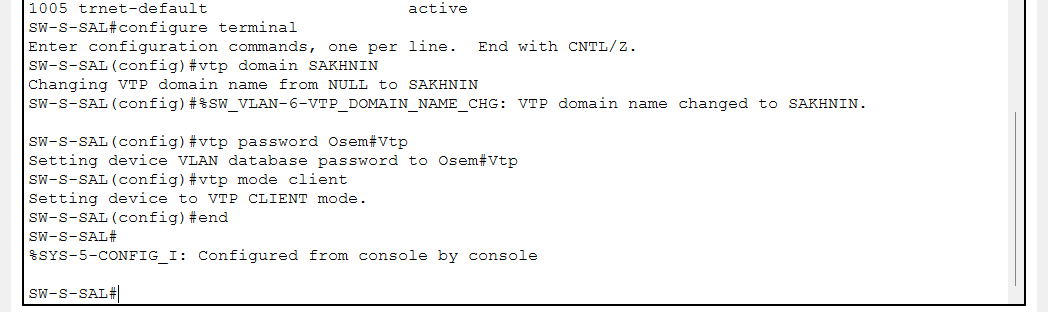 1005 trnet-default                    active
SW-S-SAL#configure terminal
Enter configuration commands, one per line.  End with CNTL/Z.
SW-S-SAL(config)#vtp domain SAKHNIN
Changing VTP domain name from NULL to SAKHNIN
SW-S-SAL(config)#%SW_VLAN-6-VTP_DOMAIN_NAME_CHG: VTP domain name changed to SAKHNIN.

SW-S-SAL(config)#vtp password Osem#Vtp
Setting device VLAN database password to Osem#Vtp
SW-S-SAL(config)#vtp mode client
Setting device to VTP CLIENT mode.
SW-S-SAL(config)#end
SW-S-SAL#
%SYS-5-CONFIG_I: Configured from console by console

SW-S-SAL#